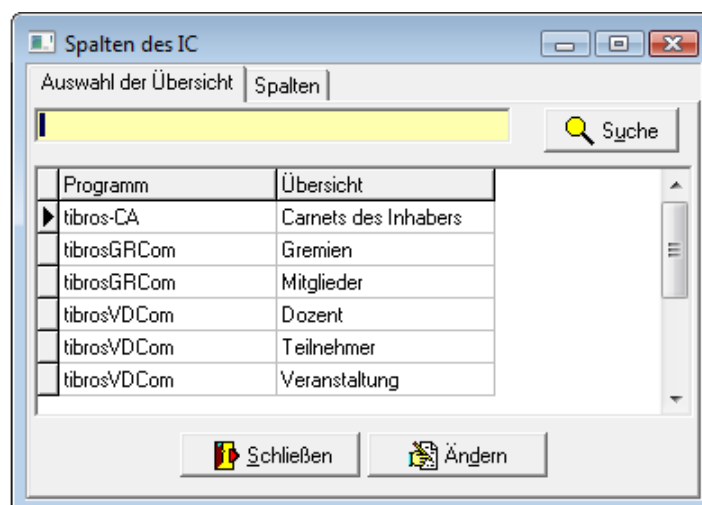 Spalten des IC
Auswahl der Übersicht Spalten
Suche
Programm Übersicht
tibros-CA Carnets des Inhabers
tibrosGRCom Gremien
tibrosGRCom Mitglieder
tibrosVDCom Dozent
tibrosVDCom Teilnehmer
tibrosVDCom Veranstaltung
Schließen Ändern